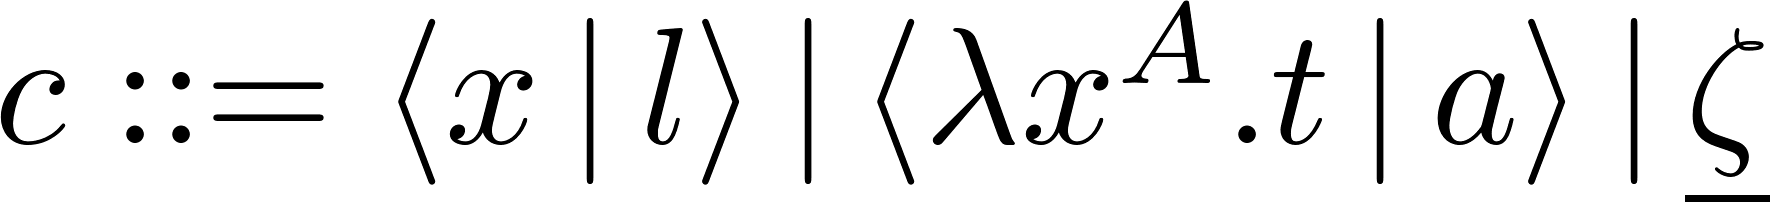 c ::= ⟨x | l⟩ | ⟨λx^A.t | a⟩ | ζ̲